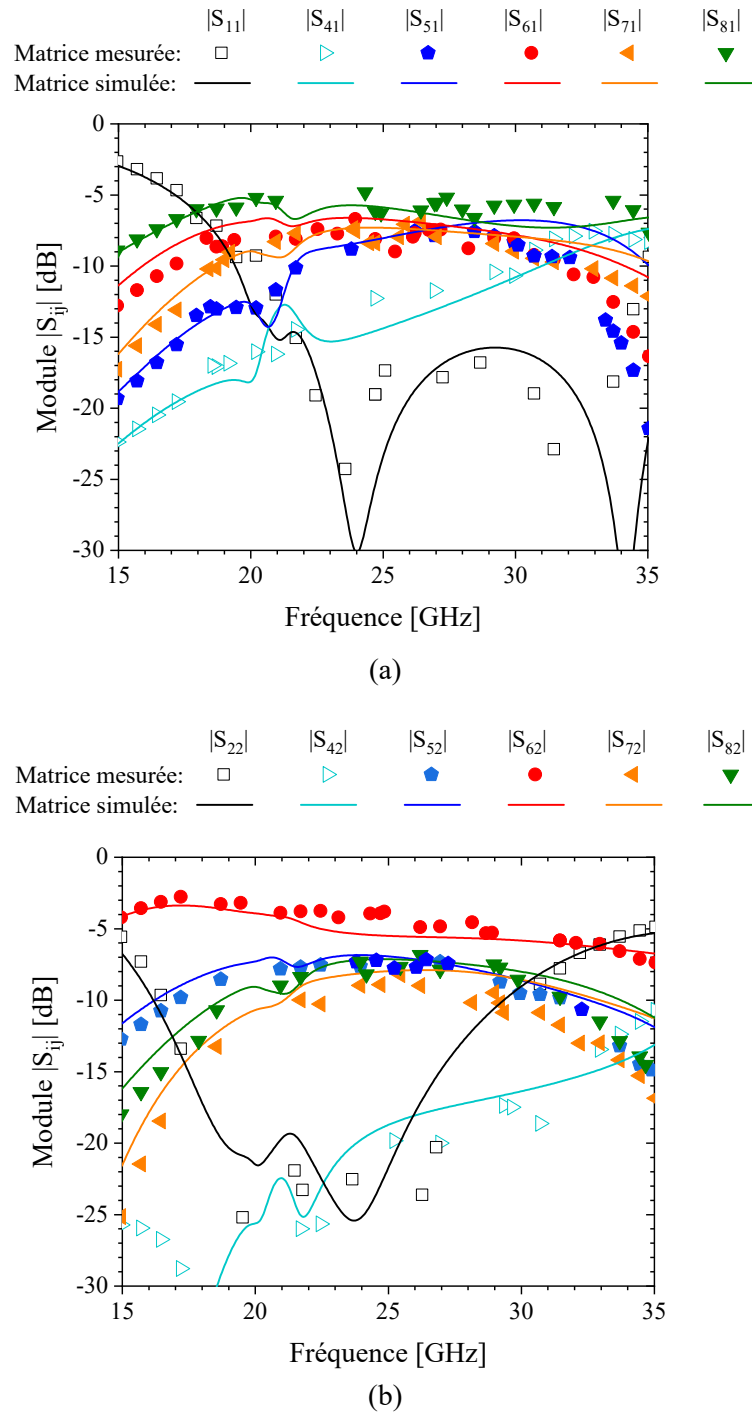 |S11| |S41| |S51| |S61| |S71| |S81|
Matrice mesurée:
Matrice simulée:
0
-5
-10
-15
-20
-25
-30
Module |Sij| [dB]
15 20 25 30 35
Fréquence [GHz]
(a)
|S22| |S42| |S52| |S62| |S72| |S82|
Matrice mesurée:
Matrice simulée:
0
-5
-10
-15
-20
-25
-30
Module |Sij| [dB]
15 20 25 30 35
Fréquence [GHz]
(b)